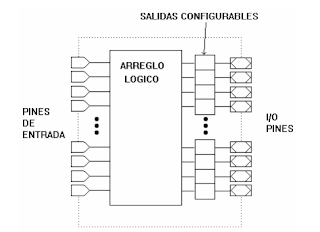 SALIDAS CONFIGURABLES
ARREGLO
LOGICO
PINES
DE
ENTRADA
I/O
PINES